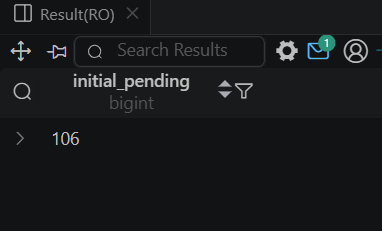 Result(RO)
Search Results
1
initial_pending
bigint
106